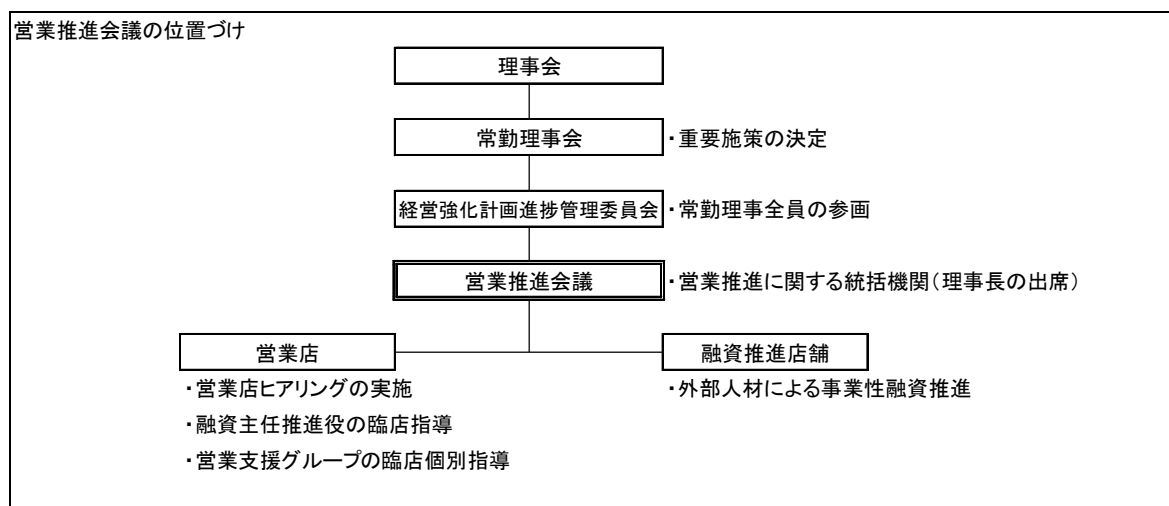 営業推進会議の位置づけ
理事会
常勤理事会 ・重要施策の決定
経営強化計画進捗管理委員会 ・常勤理事全員の参画
営業推進会議 ・営業推進に関する統括機関（理事長の出席）
営業店 融資推進店舗
・営業店ヒアリングの実施 ・外部人材による事業性融資推進
・融資主任推進役の臨店指導
・営業支援グループの臨店個別指導